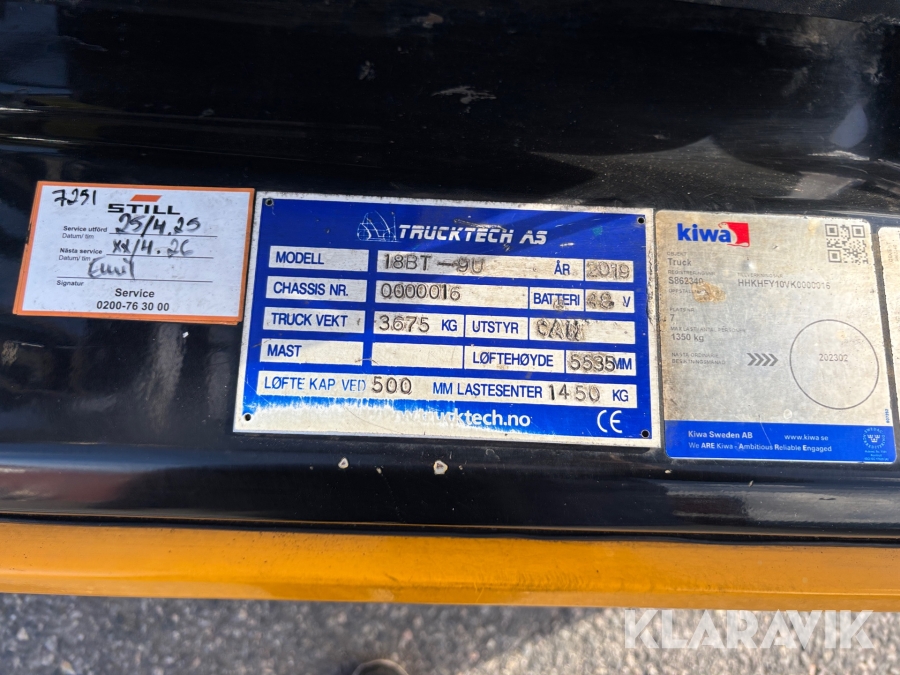 7251
STILL
Service utförd 25/4.25
Datum/ tim
Nästa service xx/4.26
Datum/ tim
Emil
Signatur
Service
0200-76 30 00
TRUCKTECH AS
MODELL 18BT-9U ÅR 2019
CHASSIS NR. 0000016 BATTERI 48 V
TRUCK VEKT 3675 KG UTSTYR
MAST LØFTEHØYDE 5535 MM
LØFTE KAP VED 500 MM LASTESENTER 1450 KG
trucktech.no
CE
kiwa
Truck
S862340 HHKHFY10VK0000016
1350 kg
>>>> 202302
Kiwa Sweden AB www.kiwa.se
We ARE Kiwa - Ambitious Reliable Engaged
KLARAVIK